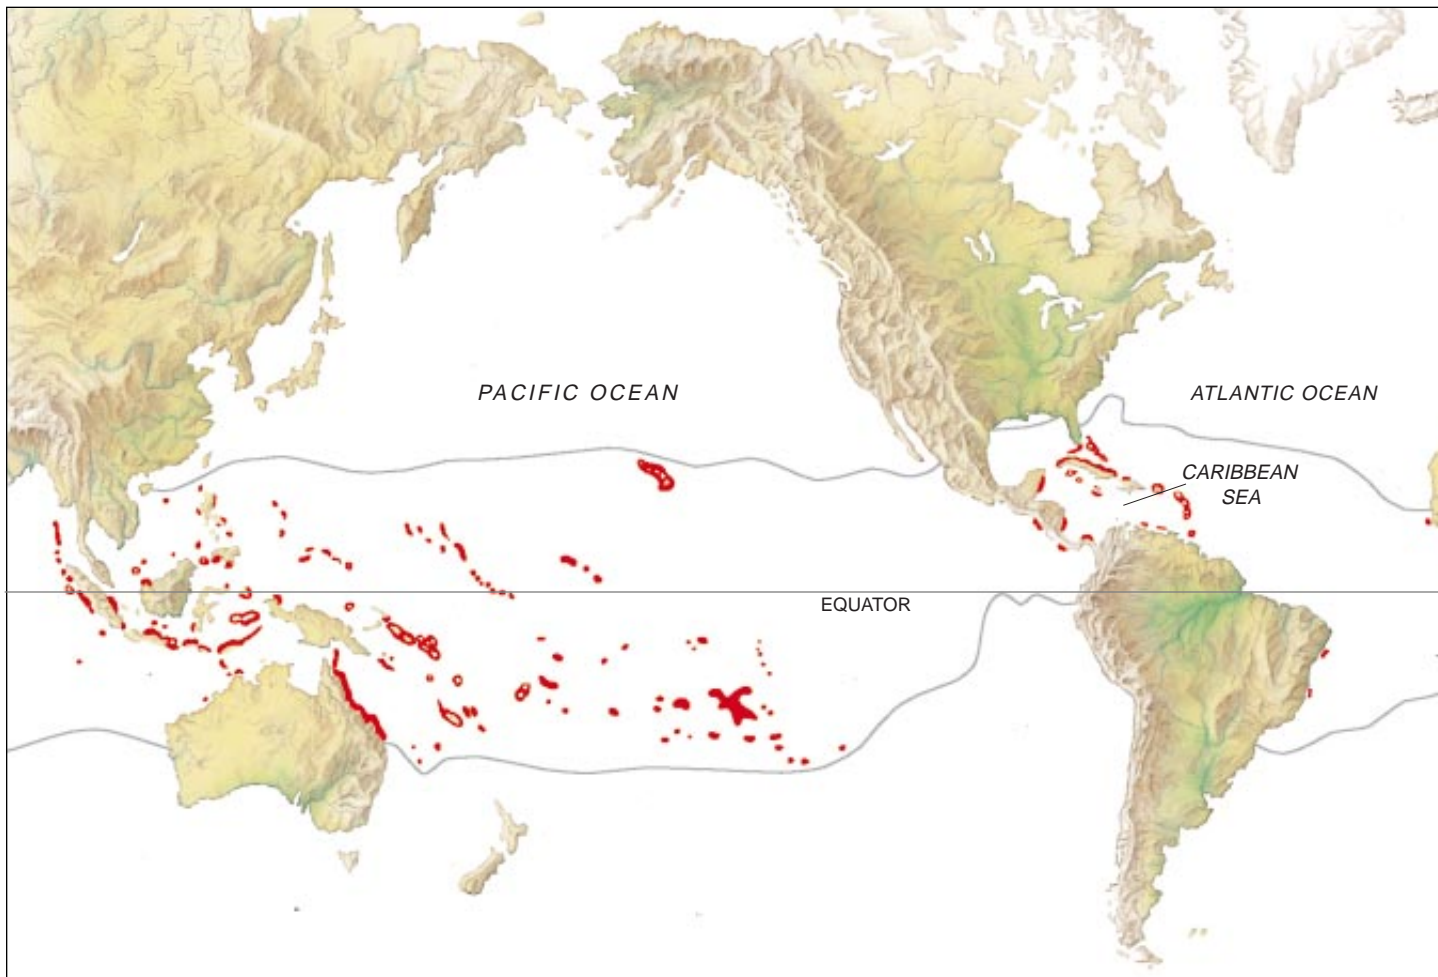 PACIFIC OCEAN
ATLANTIC OCEAN
CARIBBEAN
SEA
EQUATOR